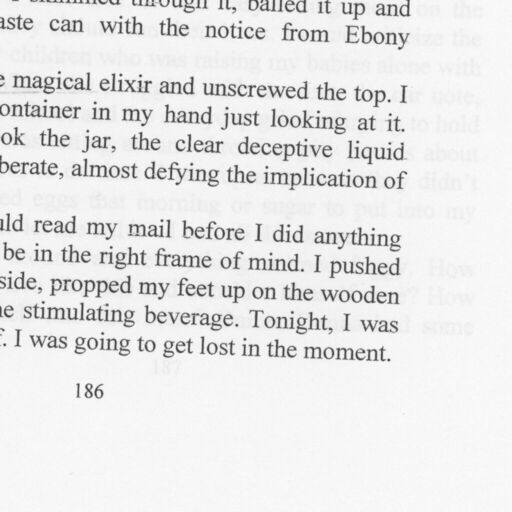 through it, balled it up and
aste can with the notice from Ebony
magical elixir and unscrewed the top.
ontainer in my hand just looking at it.
ook the jar, the clear deceptive liquid
berate, almost defying the implication of
uld read my mail before I did anything
be in the right frame of mind. I pushed
side, propped my feet up on the wooden
stimulating beverage. Tonight, I was
I was going to get lost in the moment.
186